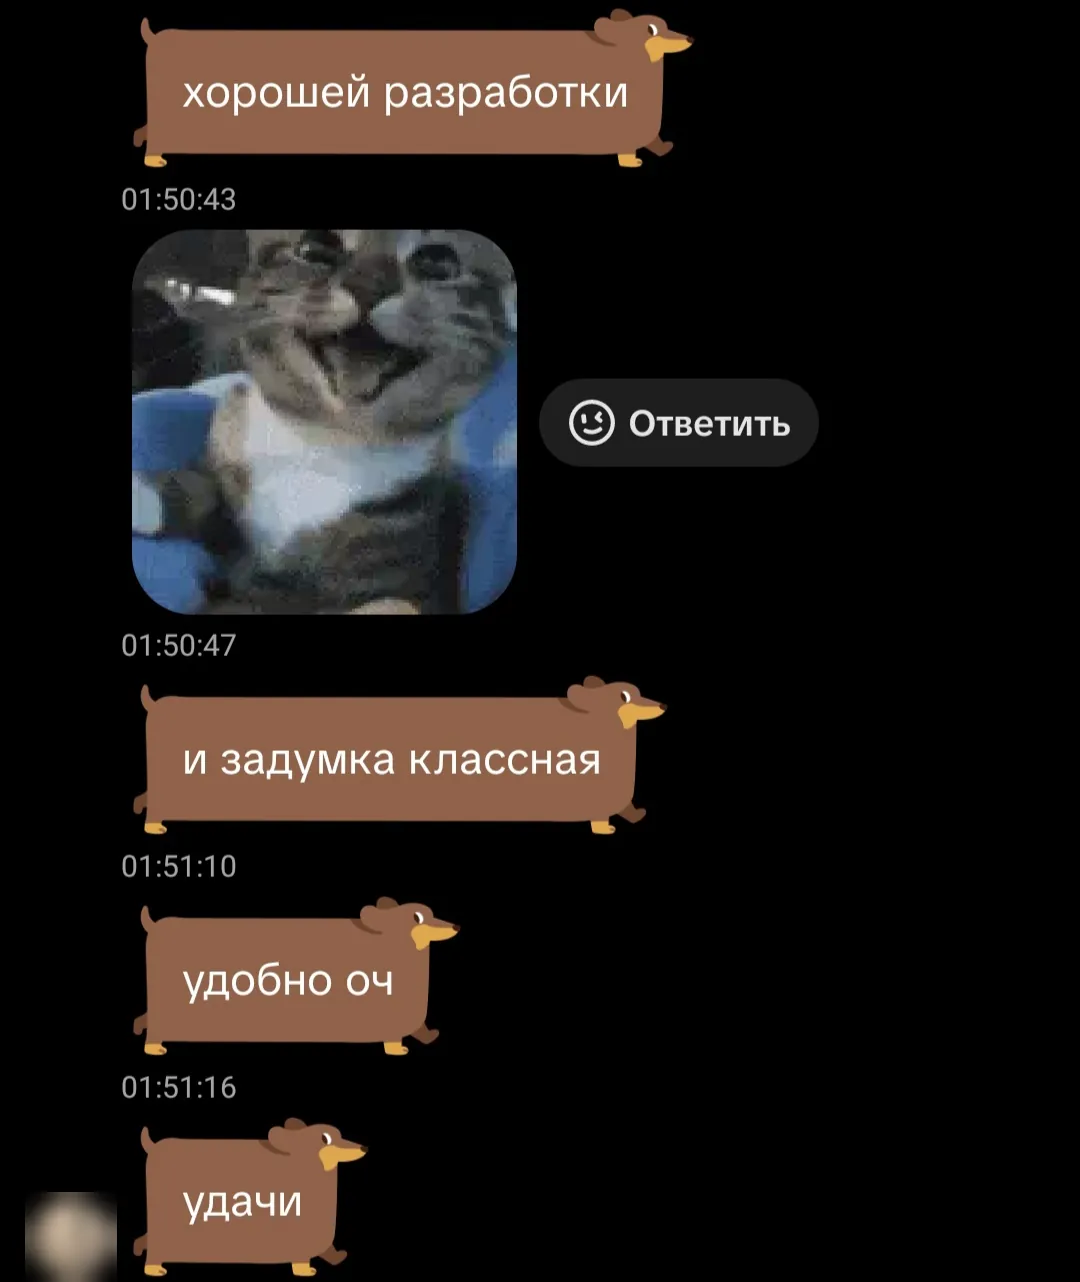 хорошей разработки
01:50:43
Ответить
01:50:47
и задумка классная
01:51:10
удобно оч
01:51:16
удачи